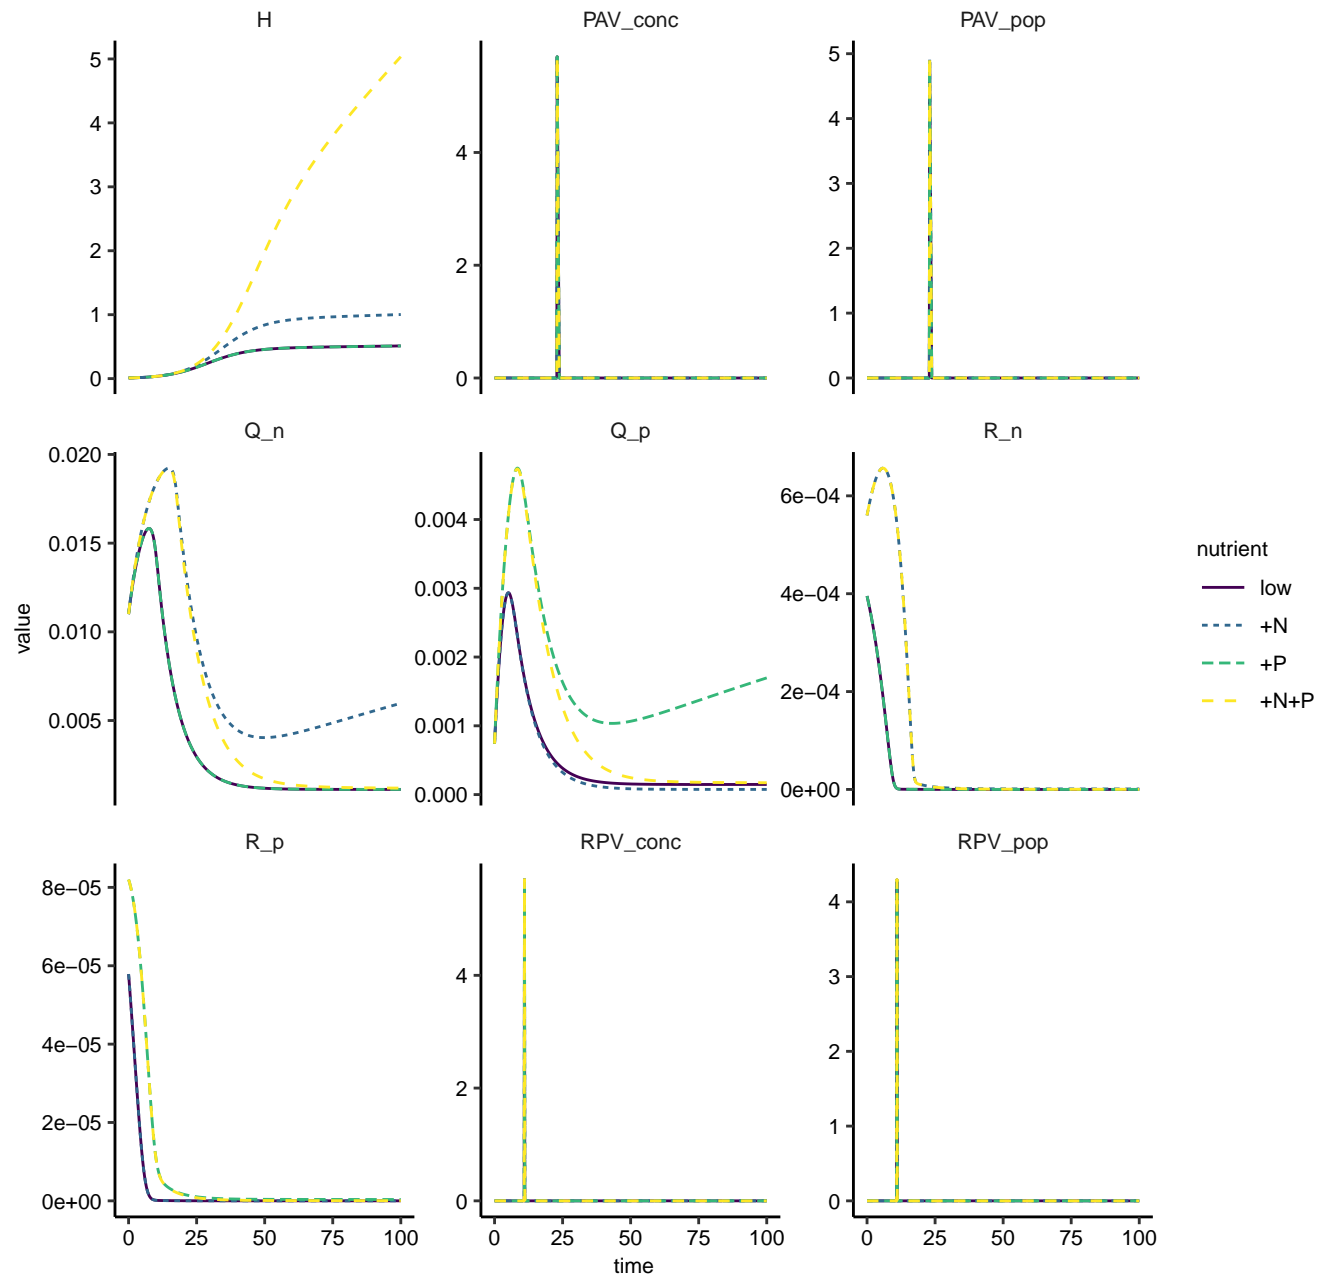 H
PAV_conc
PAV_pop
5
4
3
2
1
0
4
2
0
5
4
3
2
1
0
Q_n
Q_p
R_n
0.020
0.015
0.010
0.005
0.004
0.003
0.002
0.001
0.000
6e−04
4e−04
2e−04
0e+00
value
nutrient
low
+N
+P
+N+P
R_p
RPV_conc
RPV_pop
8e−05
6e−05
4e−05
2e−05
0e+00
4
2
0
4
3
2
1
0
0 25 50 75 100
0 25 50 75 100
0 25 50 75 100
time